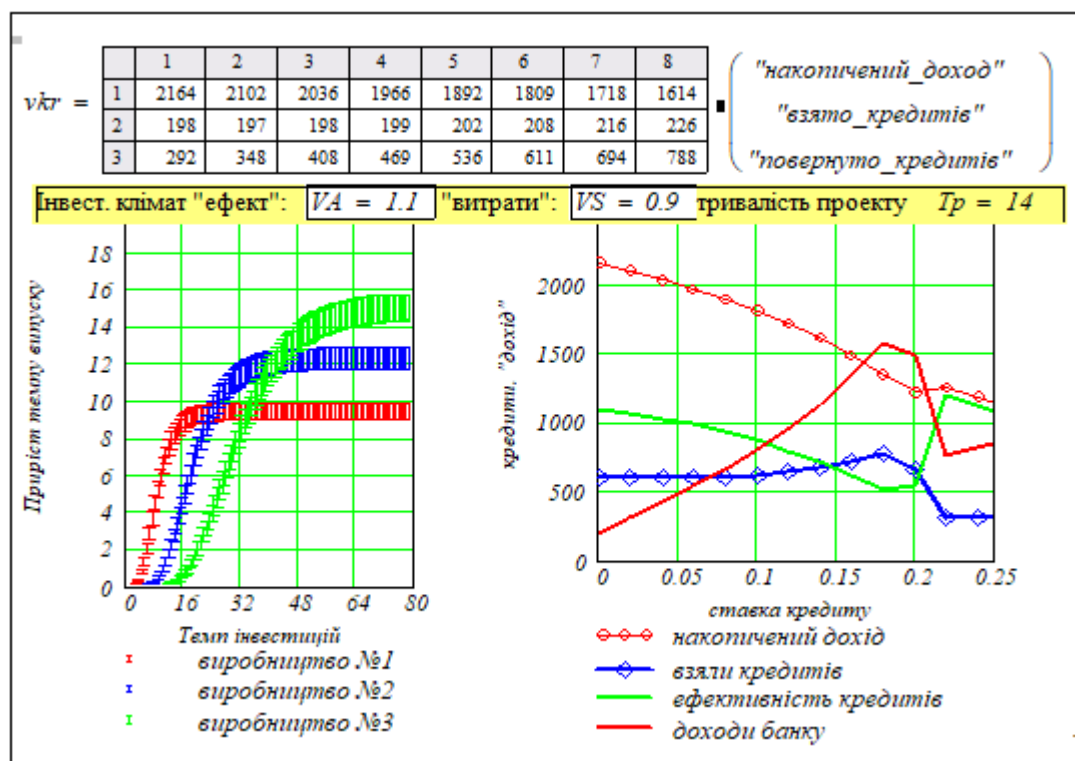 1 2 3 4 5 6 7 8
vkr =
1 2164 2102 2036 1966 1892 1809 1718 1614
2 198 197 198 199 202 208 216 226
3 292 348 408 469 536 611 694 788
"накопичений_доход"
"взято_кредитів"
"повернуто_кредитів"
Інвест. клімат "ефект": VA = 1.1 "витрати": VS = 0.9 тривалість проекту Tp = 14
Приріст темпу випуску
18
16
14
12
10
8
6
4
2
0
0 16 32 48 64 80
Темп інвестицій
виробництво №1
виробництво №2
виробництво №3
кредити, "дохід"
2000
1500
1000
500
0
0 0.05 0.1 0.15 0.2 0.25
ставка кредиту
накопичений дохід
взяли кредитів
ефективність кредитів
доходи банку